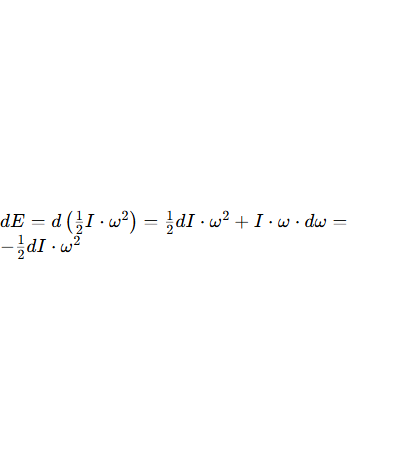 dE = d (½I · ω²) = ½dI · ω² + I · ω · dω =
−½dI · ω²